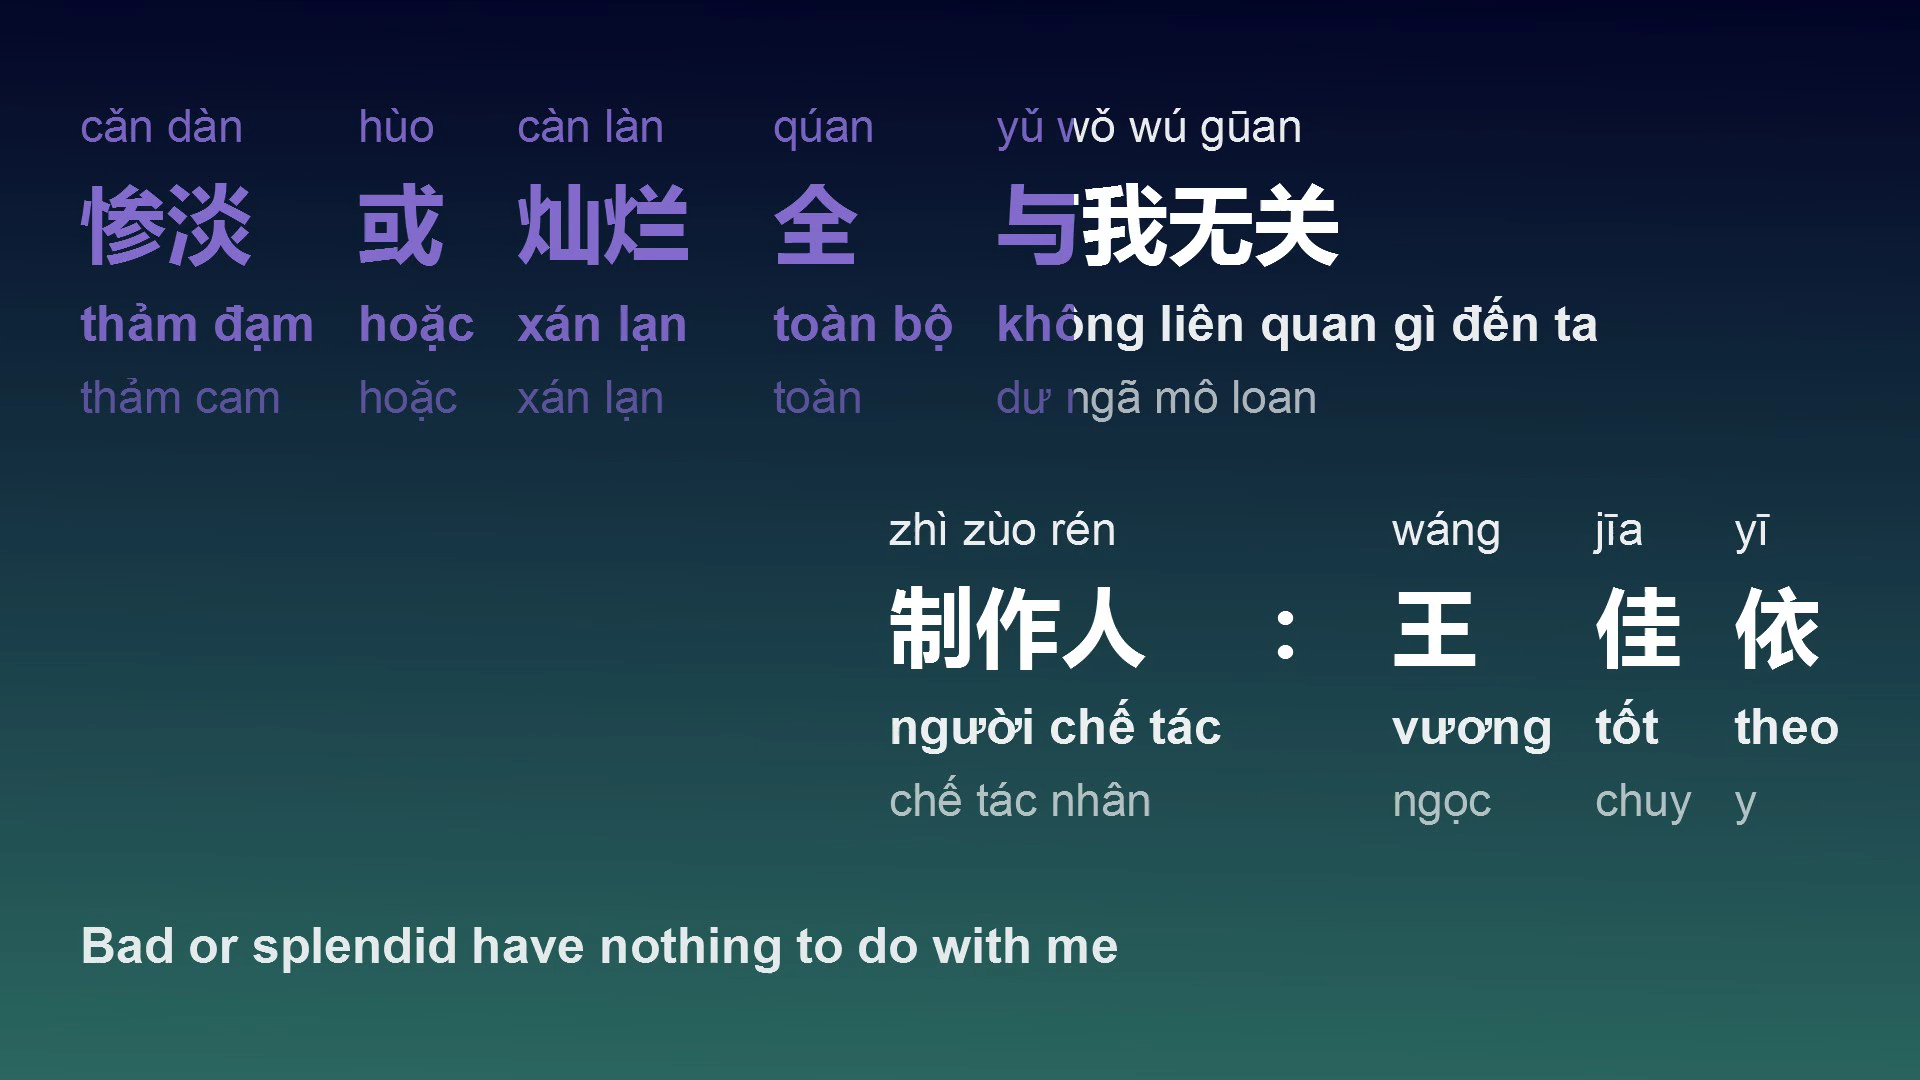 cǎn dàn hùo càn làn qúan yǔ wǒ wú gūan
惨淡 或 灿烂 全 与我无关
thảm đạm hoặc xán lạn toàn bộ không liên quan gì đến ta
thảm cam hoặc xán lạn toàn dư ngã mô loan
zhì zùo rén wáng jīa yī
制作人 : 王 佳 依
người chế tác vương tốt theo
chế tác nhân ngọc chuy y
Bad or splendid have nothing to do with me